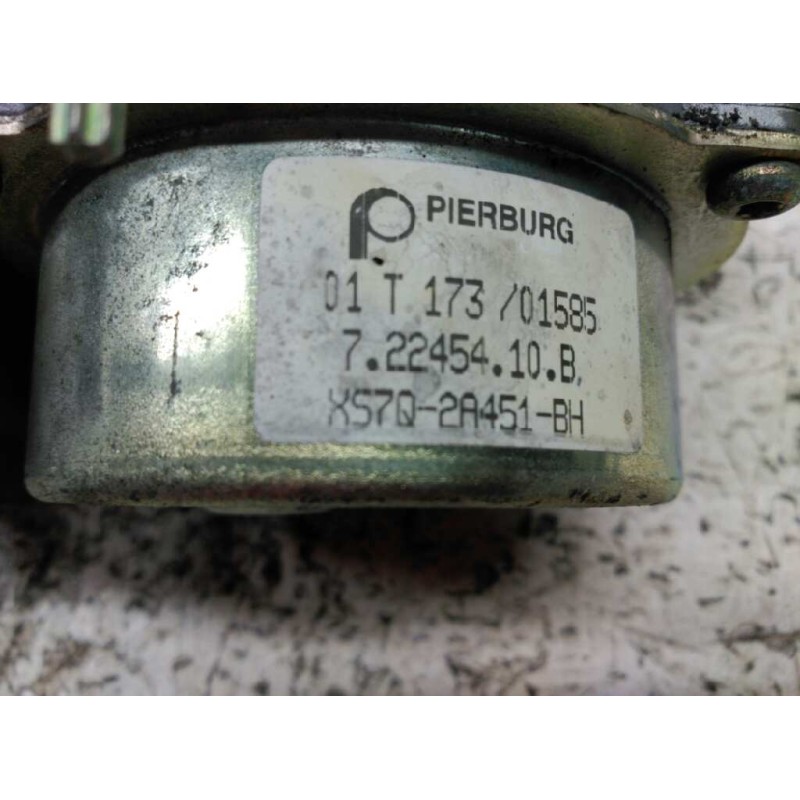 PIERBURG
01 T 173 /01585
7.22454.10.B.
XS7Q-2A451-BH